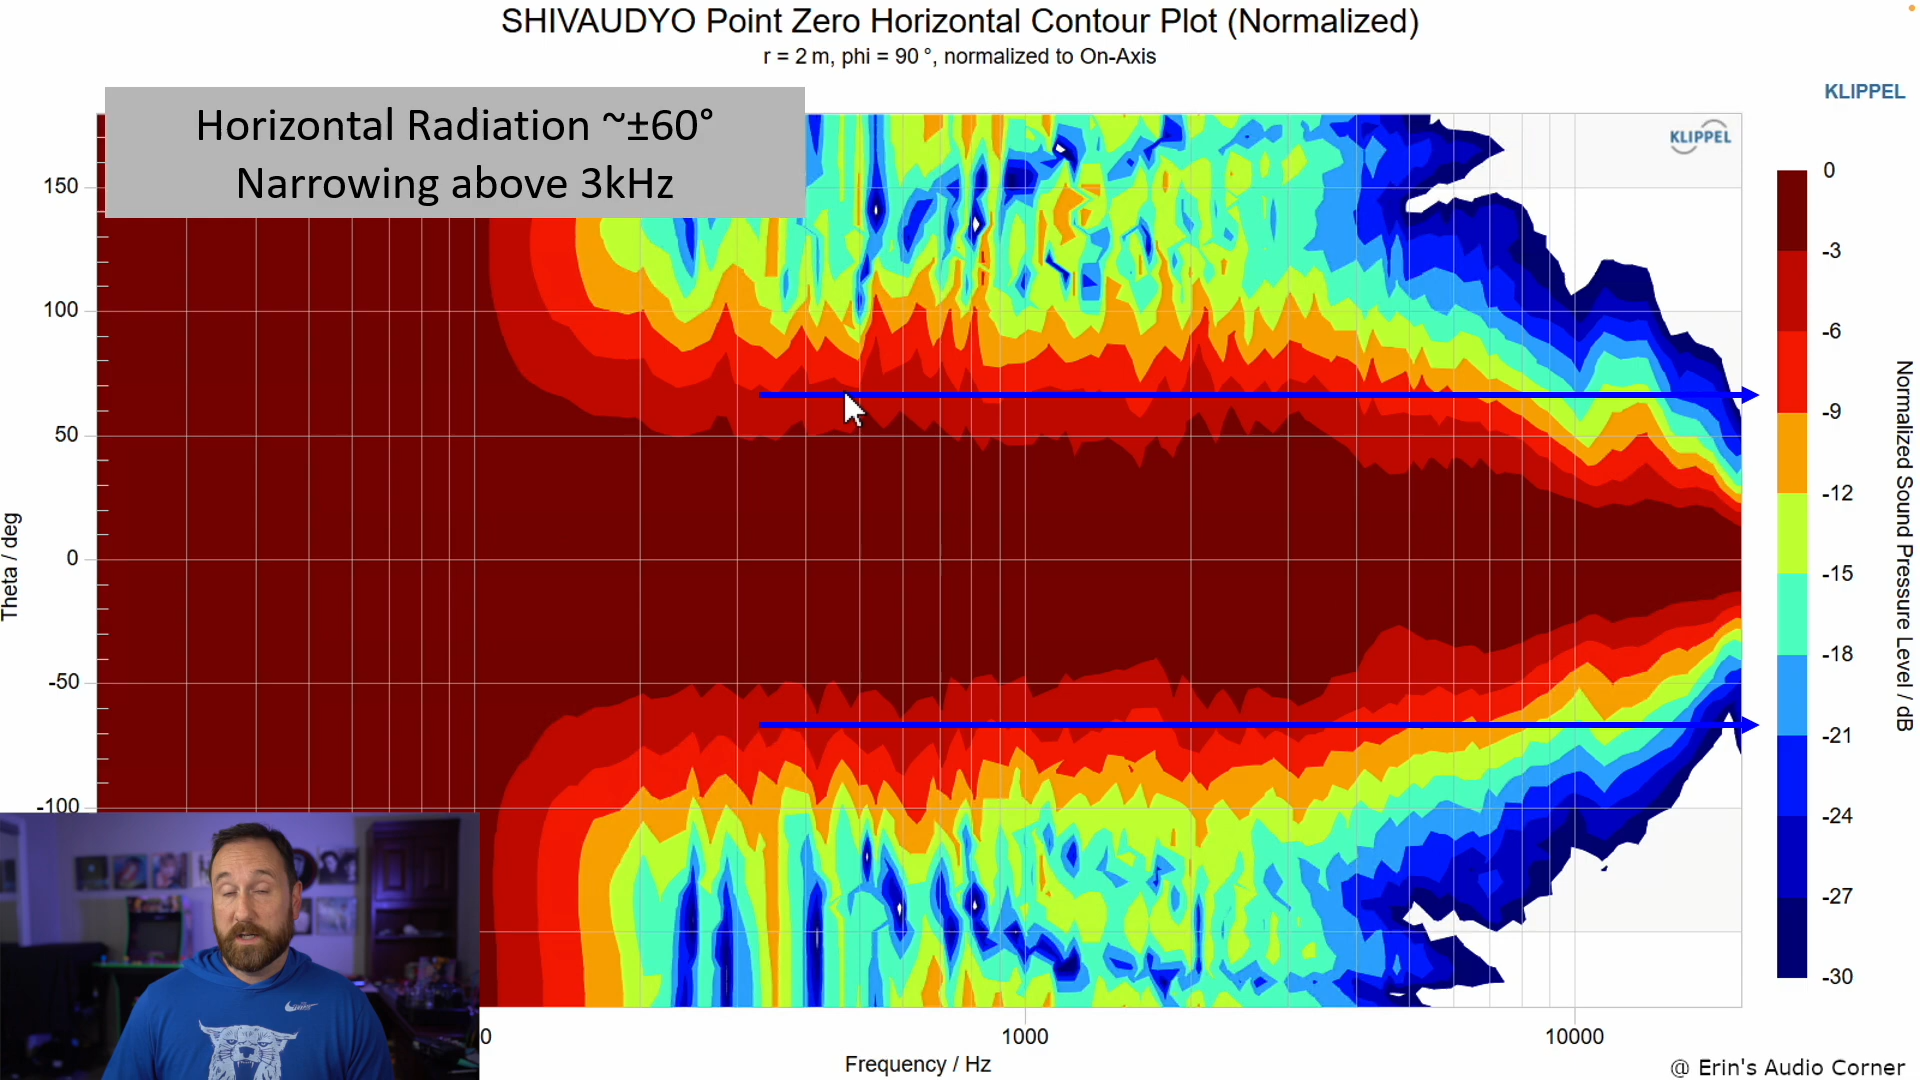 SHIVAUDYO Point Zero Horizontal Contour Plot (Normalized)
r = 2 m, phi = 90 °, normalized to On-Axis
KLIPPEL
Horizontal Radiation ~±60°
Narrowing above 3kHz
KLIPPEL
150
100
50
0
-50
-100
Theta / deg
0
-3
-6
-9
-12
-15
-18
-21
-24
-27
-30
Normalized Sound Pressure Level / dB
0
1000
10000
Frequency / Hz
@ Erin's Audio Corner